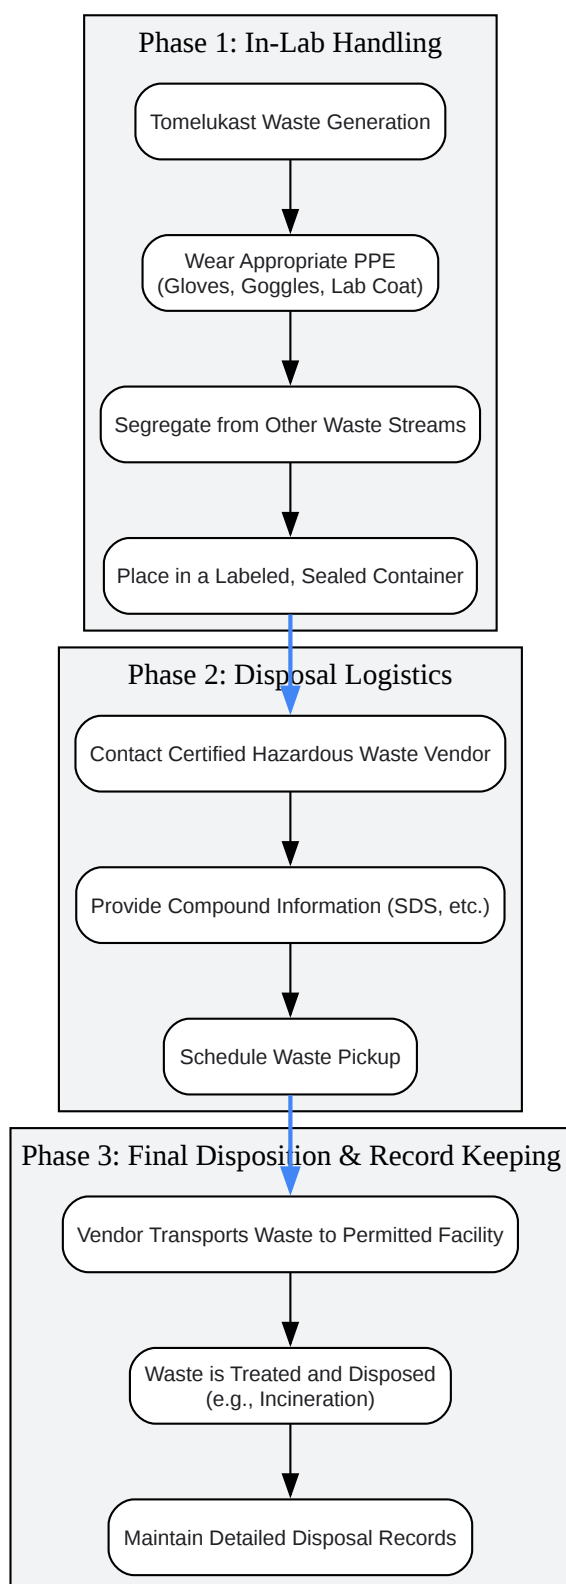 Phase 1: In-Lab Handling
Tomelukast Waste Generation
Wear Appropriate PPE
(Gloves, Goggles, Lab Coat)
Segregate from Other Waste Streams
Place in a Labeled, Sealed Container
Phase 2: Disposal Logistics
Contact Certified Hazardous Waste Vendor
Provide Compound Information (SDS, etc.)
Schedule Waste Pickup
Phase 3: Final Disposition & Record Keeping
Vendor Transports Waste to Permitted Facility
Waste is Treated and Disposed
(e.g., Incineration)
Maintain Detailed Disposal Records